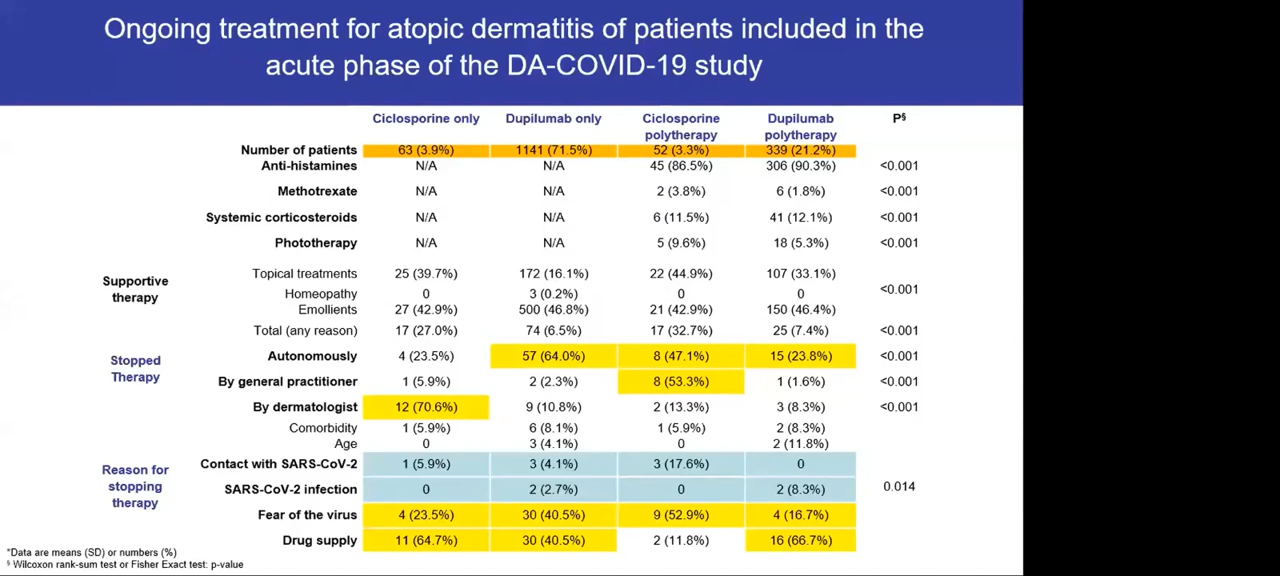 Ongoing treatment for atopic dermatitis of patients included in the
acute phase of the DA-COVID-19 study
Ciclosporine only Dupilumab only Ciclosporine polytherapy Dupilumab polytherapy P§
Number of patients 63 (3.9%) 1141 (71.5%) 52 (3.3%) 339 (21.2%)
Anti-histamines N/A N/A 45 (86.5%) 306 (90.3%) <0.001
Methotrexate N/A N/A 2 (3.8%) 6 (1.8%) <0.001
Systemic corticosteroids N/A N/A 6 (11.5%) 41 (12.1%) <0.001
Phototherapy N/A N/A 5 (9.6%) 18 (5.3%) <0.001
Supportive therapy
Topical treatments 25 (39.7%) 172 (16.1%) 22 (44.9%) 107 (33.1%) <0.001
Homeopathy 0 3 (0.2%) 0 0
Emollients 27 (42.9%) 500 (46.8%) 21 (42.9%) 150 (46.4%)
Stopped Therapy
Total (any reason) 17 (27.0%) 74 (6.5%) 17 (32.7%) 25 (7.4%) <0.001
Autonomously 4 (23.5%) 57 (64.0%) 8 (47.1%) 15 (23.8%) <0.001
By general practitioner 1 (5.9%) 2 (2.3%) 8 (53.3%) 1 (1.6%) <0.001
By dermatologist 12 (70.6%) 9 (10.8%) 2 (13.3%) 3 (8.3%) <0.001
Reason for stopping therapy
Comorbidity 1 (5.9%) 6 (8.1%) 1 (5.9%) 2 (8.3%)
Age 0 3 (4.1%) 0 2 (11.8%)
Contact with SARS-CoV-2 1 (5.9%) 3 (4.1%) 3 (17.6%) 0
SARS-CoV-2 infection 0 2 (2.7%) 0 2 (8.3%) 0.014
Fear of the virus 4 (23.5%) 30 (40.5%) 9 (52.9%) 4 (16.7%)
Drug supply 11 (64.7%) 30 (40.5%) 2 (11.8%) 16 (66.7%)
*Data are means (SD) or numbers (%)
§ Wilcoxon rank-sum test or Fisher Exact test: p-value